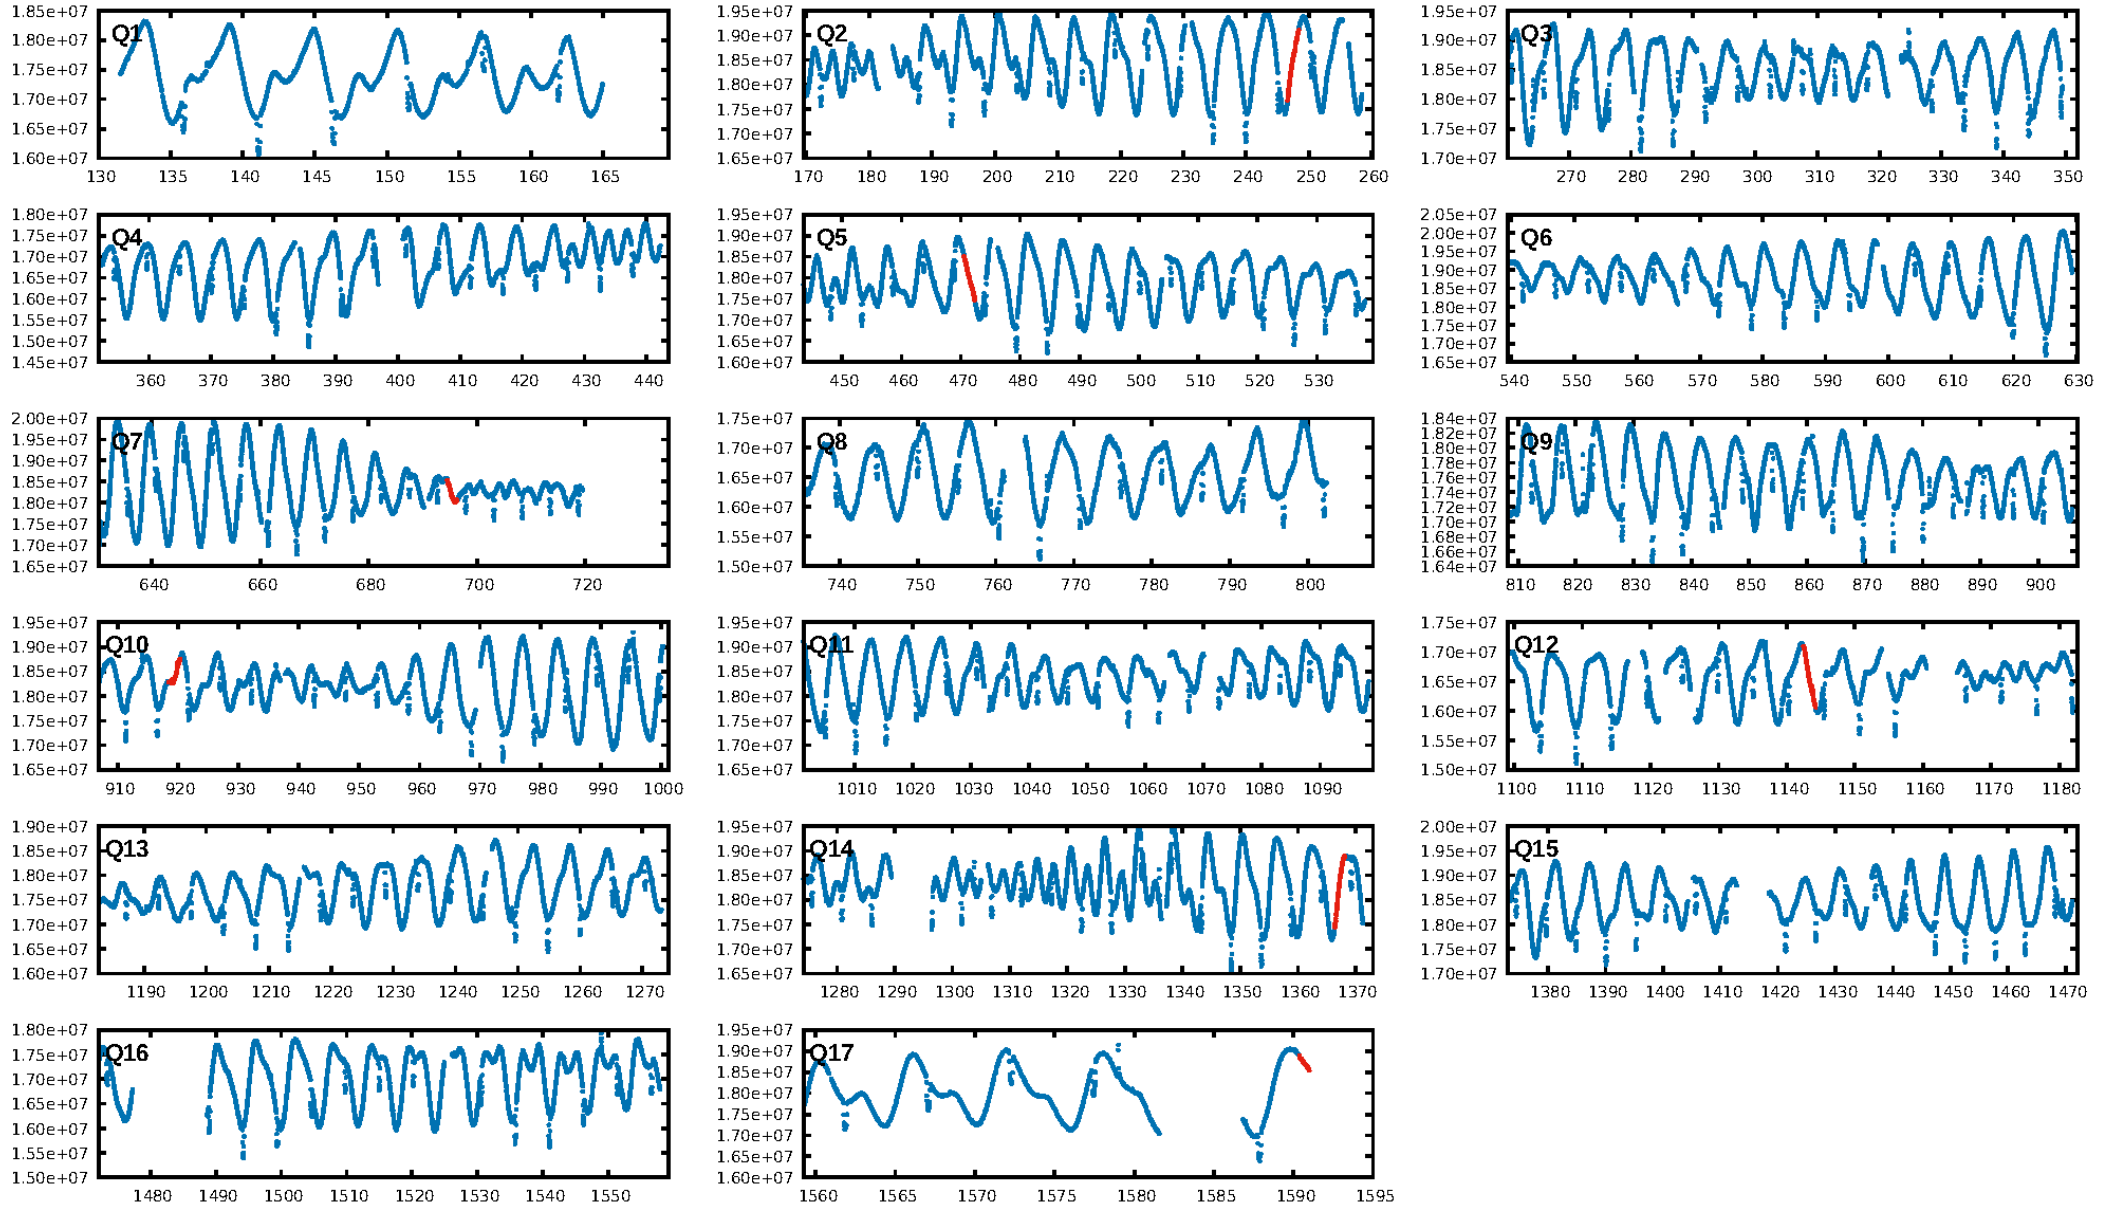 1.85e+07 1.80e+07 1.75e+07 1.70e+07 1.65e+07 1.60e+07
Q1
130 135 140 145 150 155 160 165
1.95e+07 1.90e+07 1.85e+07 1.80e+07 1.75e+07 1.70e+07 1.65e+07
Q2
170 180 190 200 210 220 230 240 250 260
1.95e+07 1.90e+07 1.85e+07 1.80e+07 1.75e+07 1.70e+07
Q3
270 280 290 300 310 320 330 340 350
1.80e+07 1.75e+07 1.70e+07 1.65e+07 1.60e+07 1.55e+07 1.50e+07 1.45e+07
Q4
360 370 380 390 400 410 420 430 440
1.95e+07 1.90e+07 1.85e+07 1.80e+07 1.75e+07 1.70e+07 1.65e+07 1.60e+07
Q5
450 460 470 480 490 500 510 520 530
2.05e+07 2.00e+07 1.95e+07 1.90e+07 1.85e+07 1.80e+07 1.75e+07 1.70e+07 1.65e+07
Q6
540 550 560 570 580 590 600 610 620 630
2.00e+07 1.95e+07 1.90e+07 1.85e+07 1.80e+07 1.75e+07 1.70e+07 1.65e+07
Q7
640 660 680 700 720
1.75e+07 1.70e+07 1.65e+07 1.60e+07 1.55e+07 1.50e+07
Q8
740 750 760 770 780 790 800
1.84e+07 1.82e+07 1.80e+07 1.78e+07 1.76e+07 1.74e+07 1.72e+07 1.70e+07 1.68e+07 1.66e+07 1.64e+07
Q9
810 820 830 840 850 860 870 880 890 900
1.95e+07 1.90e+07 1.85e+07 1.80e+07 1.75e+07 1.70e+07 1.65e+07
Q10
910 920 930 940 950 960 970 980 990 1000
1.95e+07 1.90e+07 1.85e+07 1.80e+07 1.75e+07 1.70e+07 1.65e+07
Q11
1010 1020 1030 1040 1050 1060 1070 1080 1090
1.75e+07 1.70e+07 1.65e+07 1.60e+07 1.55e+07 1.50e+07
Q12
1100 1110 1120 1130 1140 1150 1160 1170 1180
1.90e+07 1.85e+07 1.80e+07 1.75e+07 1.70e+07 1.65e+07 1.60e+07
Q13
1190 1200 1210 1220 1230 1240 1250 1260 1270
1.95e+07 1.90e+07 1.85e+07 1.80e+07 1.75e+07 1.70e+07 1.65e+07
Q14
1280 1290 1300 1310 1320 1330 1340 1350 1360 1370
2.00e+07 1.95e+07 1.90e+07 1.85e+07 1.80e+07 1.75e+07 1.70e+07
Q15
1380 1390 1400 1410 1420 1430 1440 1450 1460 1470
1.80e+07 1.75e+07 1.70e+07 1.65e+07 1.60e+07 1.55e+07 1.50e+07
Q16
1480 1490 1500 1510 1520 1530 1540 1550
1.95e+07 1.90e+07 1.85e+07 1.80e+07 1.75e+07 1.70e+07 1.65e+07 1.60e+07
Q17
1560 1565 1570 1575 1580 1585 1590 1595